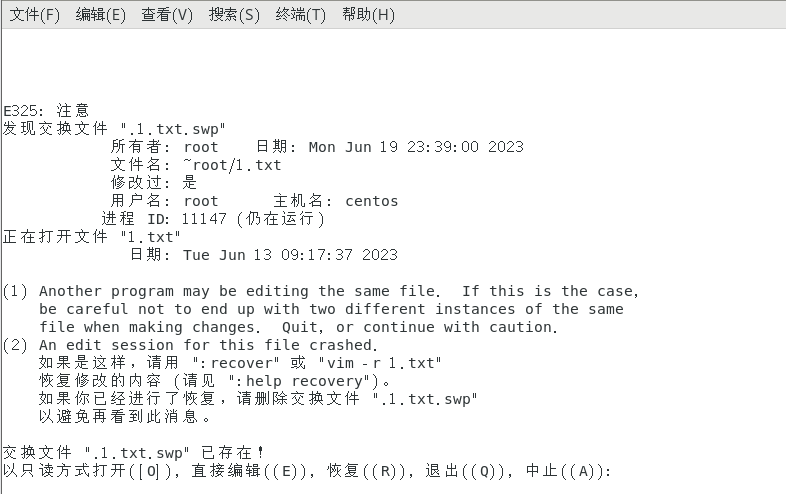 文件(F) 编辑(E) 查看(V) 搜索(S) 终端(T) 帮助(H)
E325: 注意
发现交换文件 ".1.txt.swp"
所有者: root    日期: Mon Jun 19 23:39:00 2023
文件名: ~root/1.txt
修改过: 是
用户名: root      主机名: centos
进程 ID: 11147 (仍在运行)
正在打开文件 "1.txt"
日期: Tue Jun 13 09:17:37 2023
(1) Another program may be editing the same file.  If this is the case,
be careful not to end up with two different instances of the same
file when making changes.  Quit, or continue with caution.
(2) An edit session for this file crashed.
如果是这样，请用 ":recover" 或 "vim -r 1.txt"
恢复修改的内容 (请见 ":help recovery")。
如果你已经进行了恢复，请删除交换文件 ".1.txt.swp"
以避免再看到此消息。
交换文件 ".1.txt.swp" 已存在！
以只读方式打开([O]), 直接编辑((E)), 恢复((R)), 退出((Q)), 中止((A)):